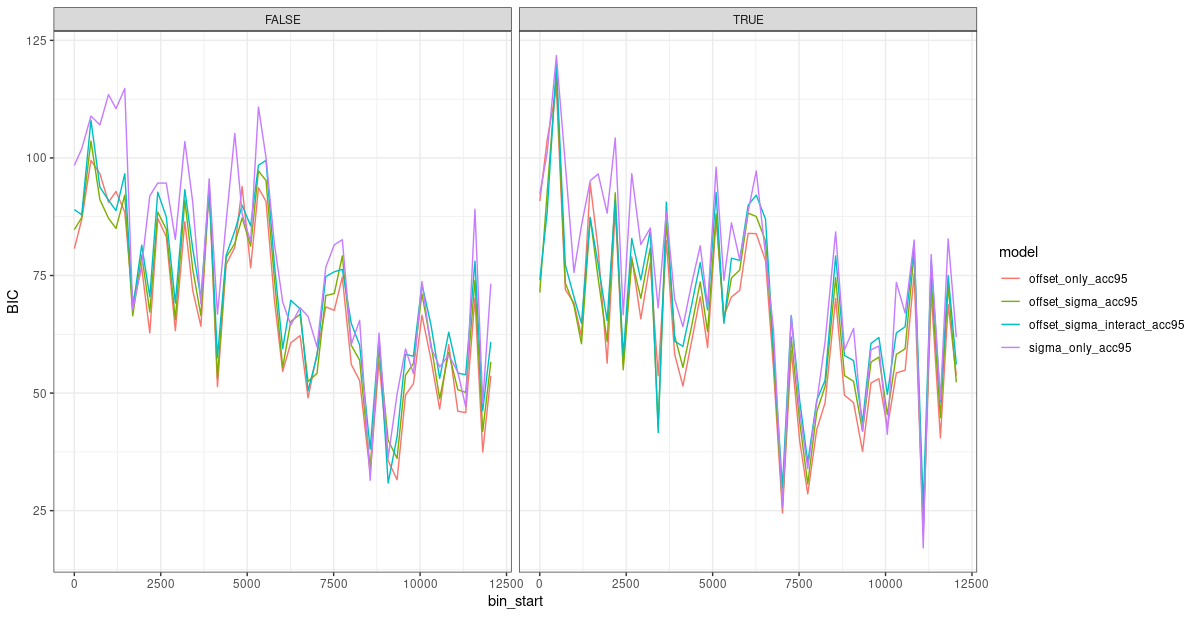 FALSE
TRUE
125
100
75
50
25
BIC
0
2500
5000
7500
10000
12500
0
2500
5000
7500
10000
12500
bin_start
model
offset_only_acc95
offset_sigma_acc95
offset_sigma_interact_acc95
sigma_only_acc95